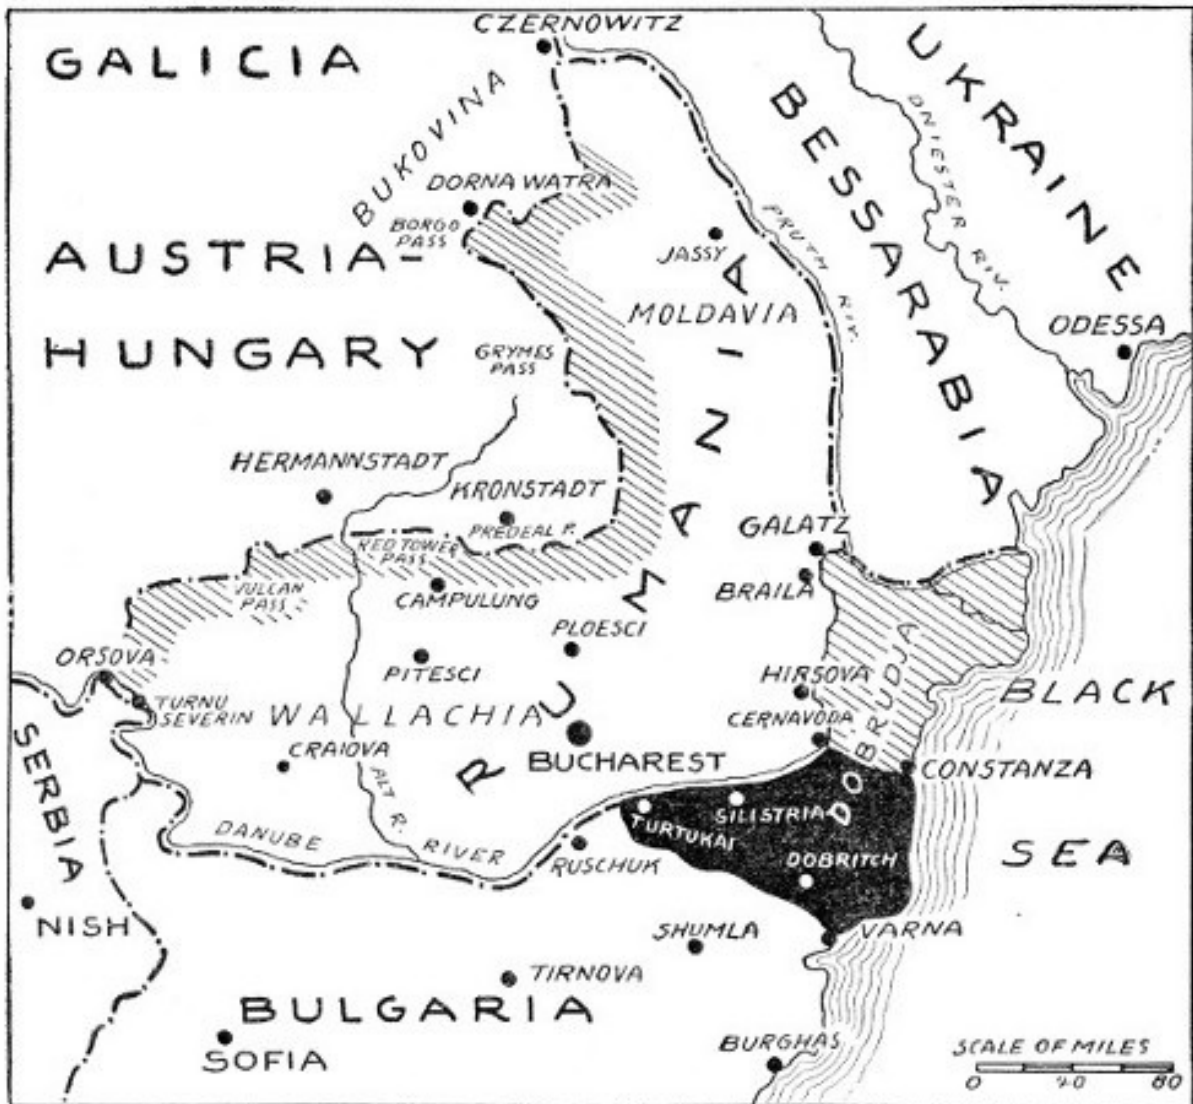 CZERNOWITZ
GALICIA
UKRAINE
BUKOVINA
BESSARABIA
DNIESTER RIV.
DORNA WATRA
BORGO
PASS
AUSTRIA-
HUNGARY
JASSY
PRUTH RIV.
MOLDAVIA
ODESSA
GRYMES
PASS
HERMANNSTADT
KRONSTADT
PREDEAL P.
RED TOWER
PASS
GALATZ
BRAILA
VULCAN
PASS
CAMPULUNG
PLOESCI
PITESCI
ORSOVA
TURNU
SEVERIN
WALLACHIA
RUMANIA
HIRSOVA
CERNAVODA
DOBRUDJA
BLACK
SEA
CRAIOVA
BUCHAREST
CONSTANZA
SERBIA
ALT R.
DANUBE
RIVER
TURTUKAI
SILISTRIA
RUSCHUK
DOBRITCH
NISH
SHUMLA
VARNA
TIRNOVA
BULGARIA
SOFIA
BURGHAS
SCALE OF MILES
0 40 80